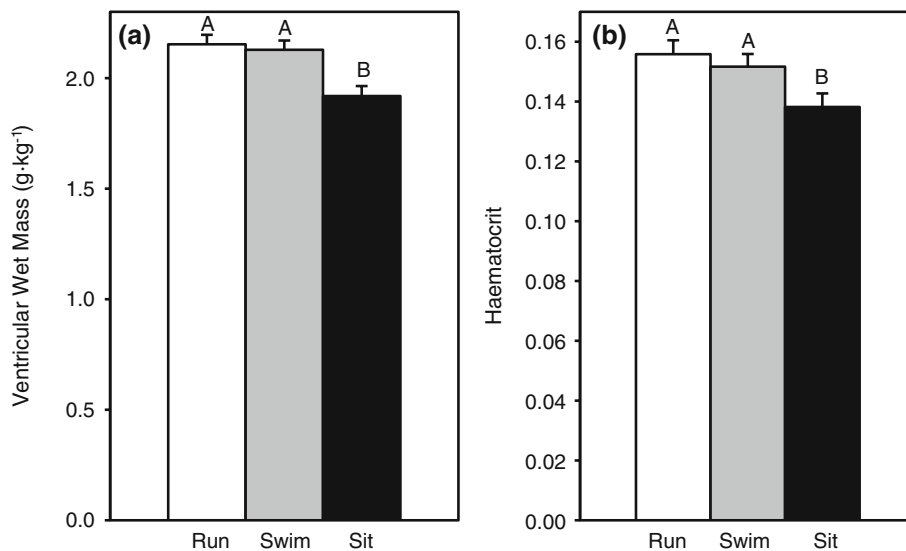 (a)
A
A
B
2.0
1.5
1.0
0.5
0.0
Ventricular Wet Mass (g·kg⁻¹)
Run Swim Sit
(b)
A
A
B
0.16
0.14
0.12
0.10
0.08
0.06
0.04
0.02
0.00
Haematocrit
Run Swim Sit